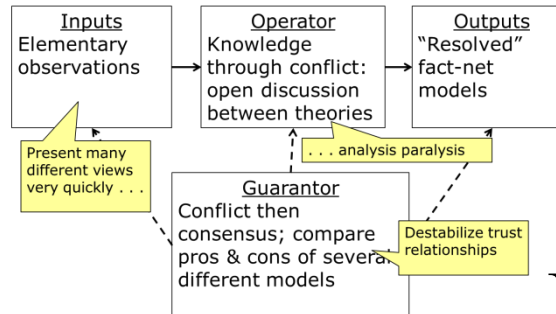 Inputs
Elementary
observations
Operator
Knowledge
through conflict:
open discussion
between theories
Outputs
“Resolved”
fact-net
models
Present many
different views
very quickly . . .
. . . analysis paralysis
Guarantor
Conflict then
consensus; compare
pros & cons of several
different models
Destabilize trust
relationships